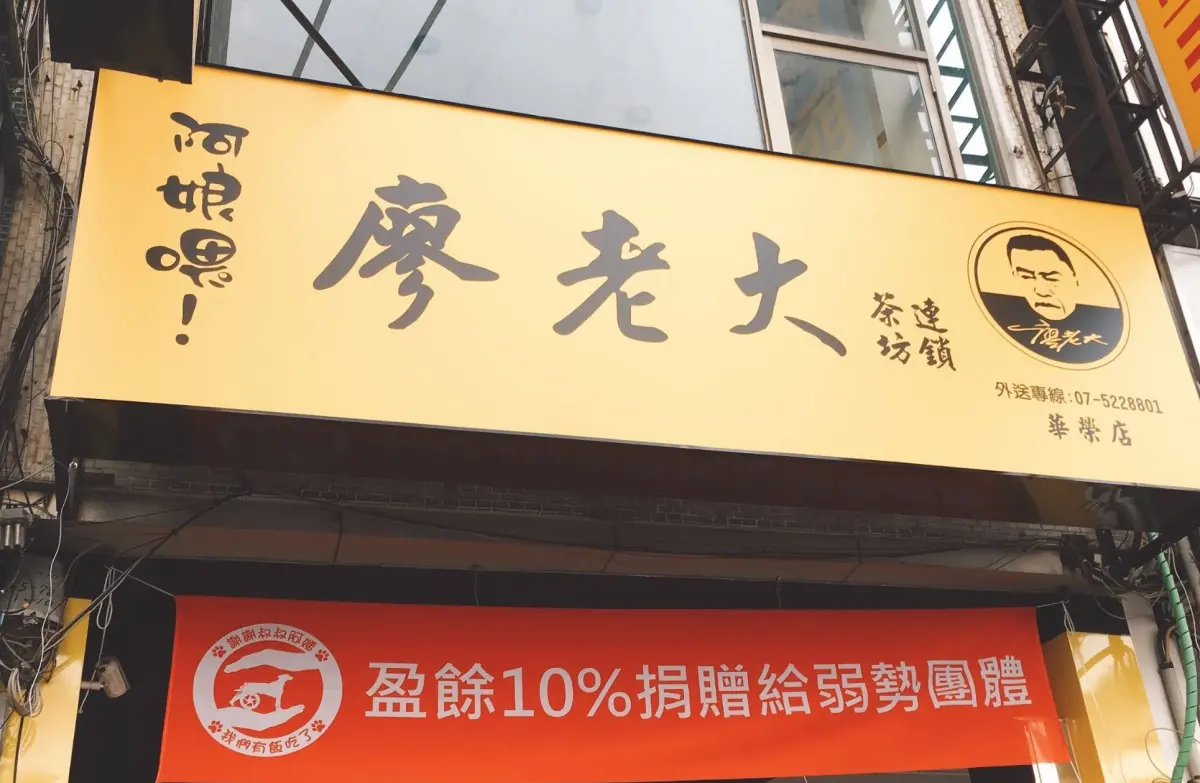 阿娘喂！
廖老大
連鎖
茶坊
廖老大
外送專線:07-5228801
華榮店
謝謝叔叔阿姨
我們有飯吃了
盈餘10%捐贈給弱勢團體